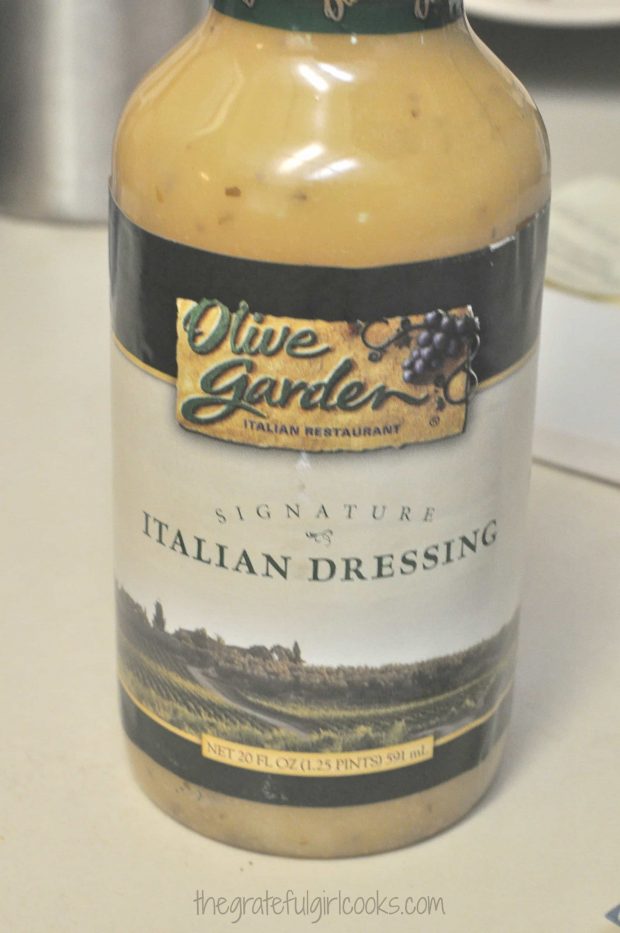 Olive
Garden
ITALIAN RESTAURANT ®
SIGNATURE
ITALIAN DRESSING
NET 20 FL OZ (1.25 PINTS) 591 mL
thegratefulgirlcooks.com